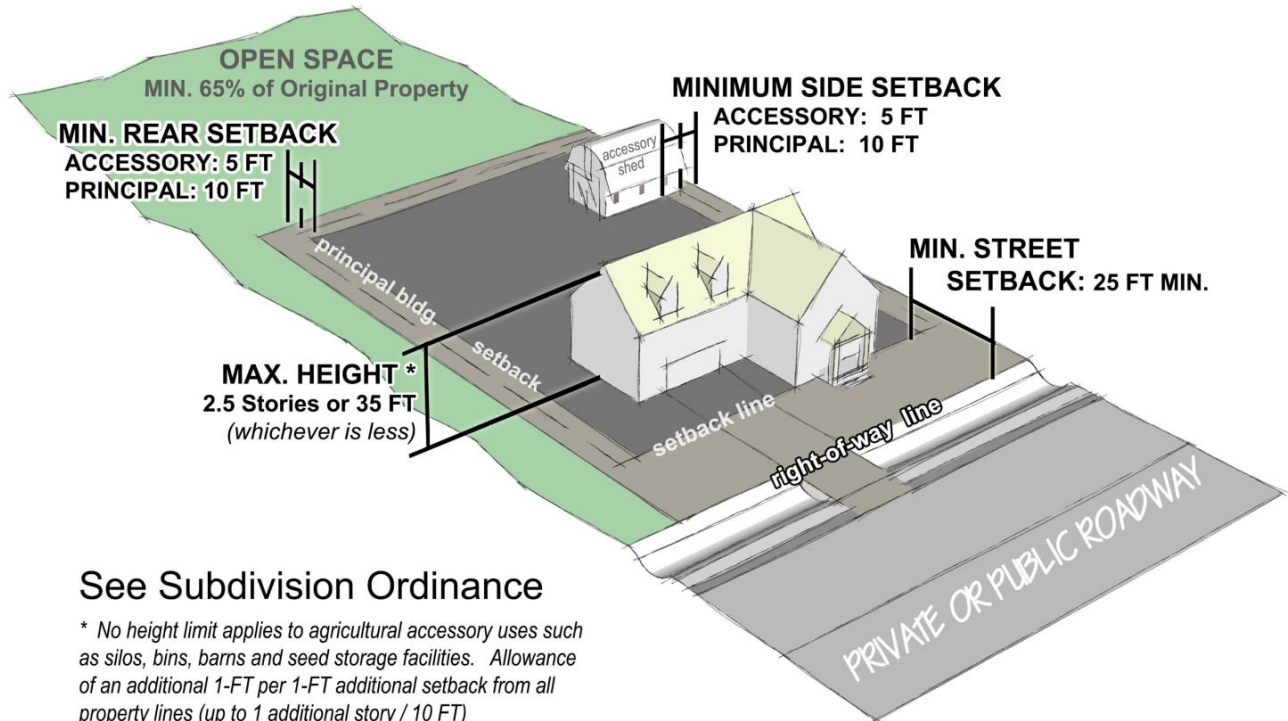 OPEN SPACE
MIN. 65% of Original Property
MIN. REAR SETBACK
ACCESSORY: 5 FT
PRINCIPAL: 10 FT
MINIMUM SIDE SETBACK
ACCESSORY: 5 FT
PRINCIPAL: 10 FT
accessory
shed
MIN. STREET
SETBACK: 25 FT MIN.
principal bldg. setback
MAX. HEIGHT *
2.5 Stories or 35 FT
(whichever is less)
setback line
right-of-way line
PRIVATE OR PUBLIC ROADWAY
See Subdivision Ordinance
* No height limit applies to agricultural accessory uses such
as silos, bins, barns and seed storage facilities. Allowance
of an additional 1-FT per 1-FT additional setback from all
property lines (up to 1 additional story / 10 FT)